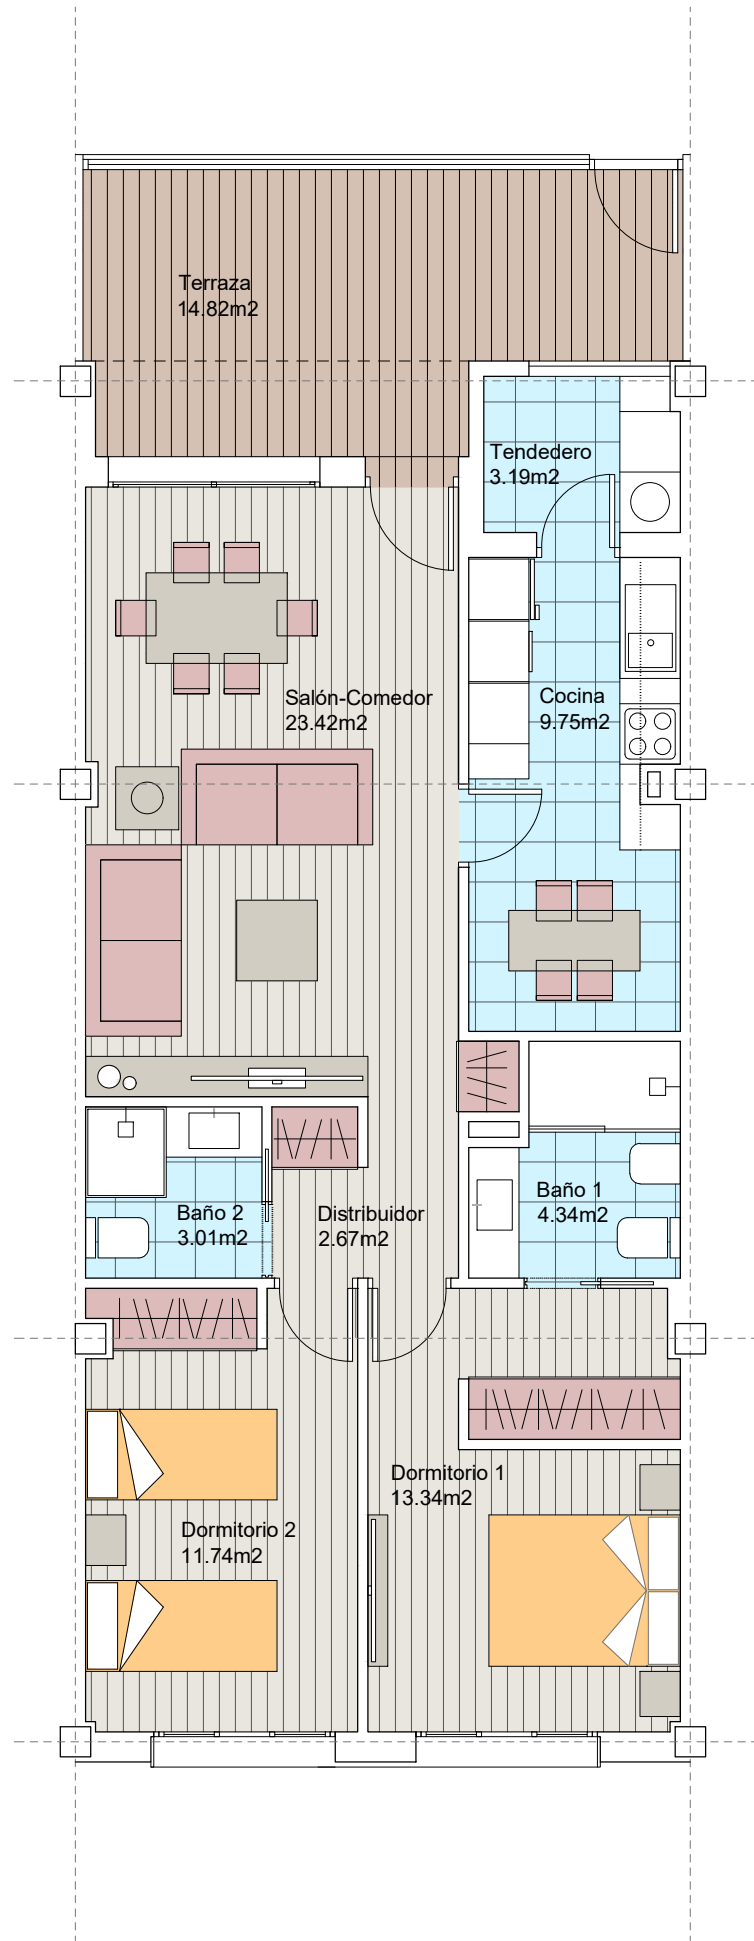 Terraza
14.82m2
Tendedero
3.19m2
Salón-Comedor
23.42m2
Cocina
9.75m2
Baño 1
4.34m2
Baño 2
3.01m2
Distribuidor
2.67m2
Dormitorio 1
13.34m2
Dormitorio 2
11.74m2